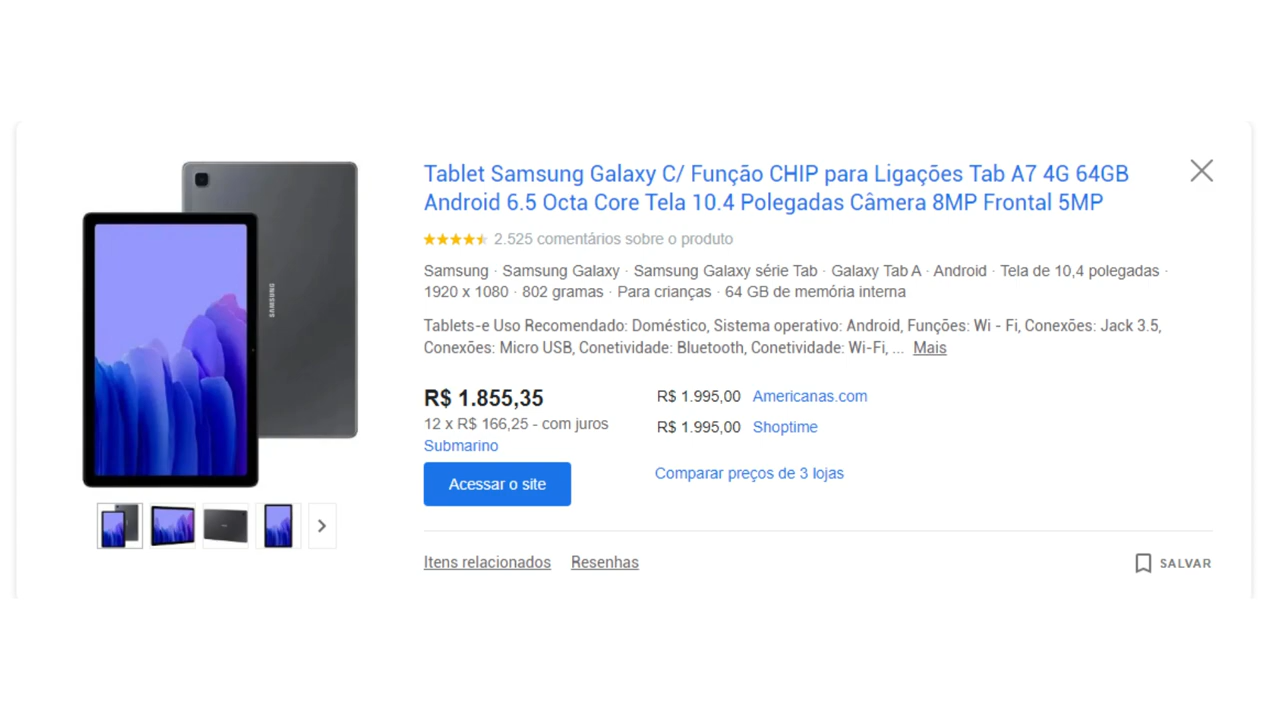 Tablet Samsung Galaxy C/ Função CHIP para Ligações Tab A7 4G 64GB
Android 6.5 Octa Core Tela 10.4 Polegadas Câmera 8MP Frontal 5MP
2.525 comentários sobre o produto
Samsung · Samsung Galaxy · Samsung Galaxy série Tab · Galaxy Tab A · Android · Tela de 10,4 polegadas ·
1920 x 1080 · 802 gramas · Para crianças · 64 GB de memória interna
Tablets-e Uso Recomendado: Doméstico, Sistema operativo: Android, Funções: Wi - Fi, Conexões: Jack 3.5,
Conexões: Micro USB, Conetividade: Bluetooth, Conetividade: Wi-Fi, ... Mais
R$ 1.855,35
12 x R$ 166,25 - com juros
Submarino
Acessar o site
R$ 1.995,00 Americanas.com
R$ 1.995,00 Shoptime
Comparar preços de 3 lojas
Itens relacionados Resenhas
SALVAR
SAMSUNG